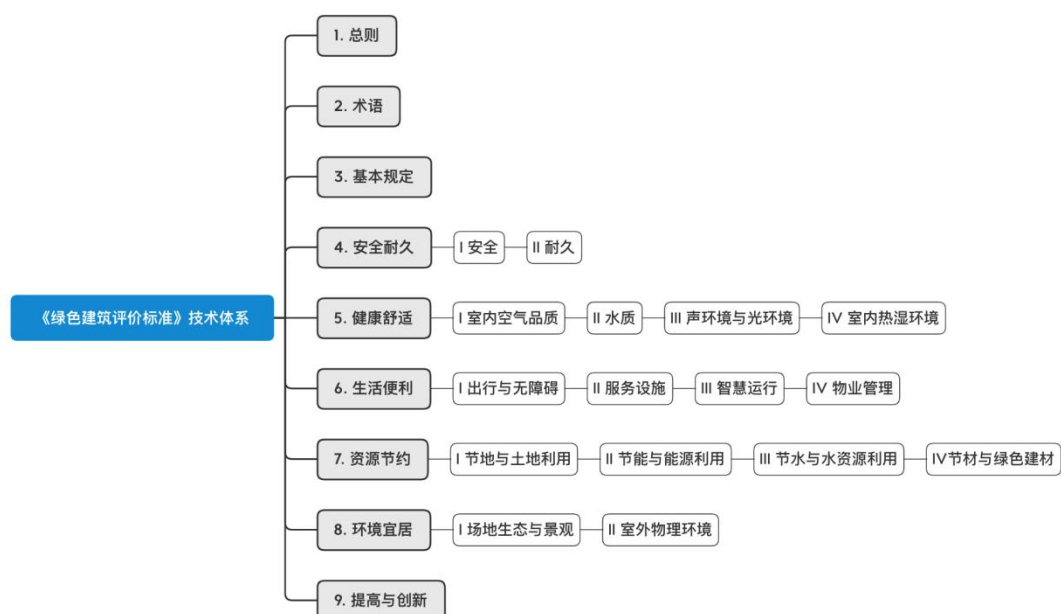 1. 总则
2. 术语
3. 基本规定
4. 安全耐久
I 安全
II 耐久
《绿色建筑评价标准》技术体系
5. 健康舒适
I 室内空气品质
II 水质
III 声环境与光环境
IV 室内热湿环境
6. 生活便利
I 出行与无障碍
II 服务设施
III 智慧运行
IV 物业管理
7. 资源节约
I 节地与土地利用
II 节能与能源利用
III 节水与水资源利用
IV节材与绿色建材
8. 环境宜居
I 场地生态与景观
II 室外物理环境
9. 提高与创新